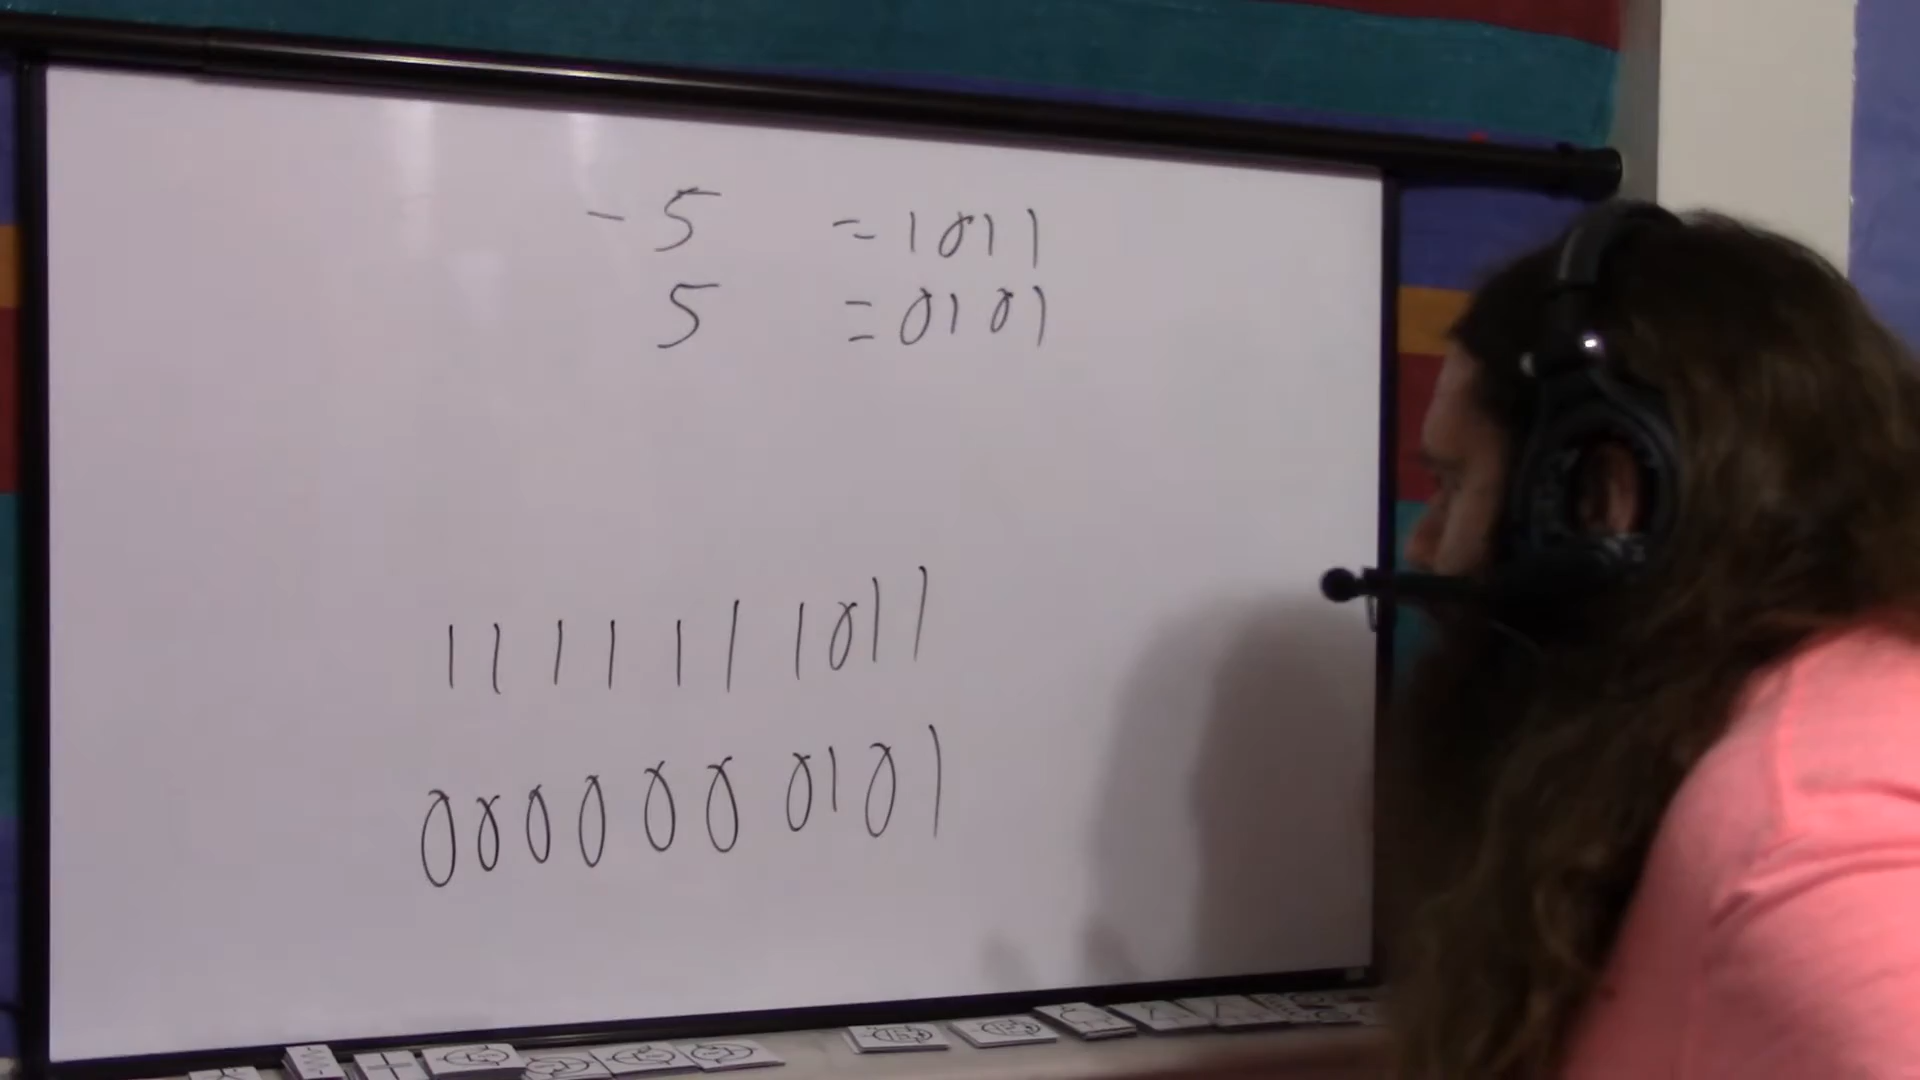 - 5 = 1011
5 = 0101
1111111011
0000000101